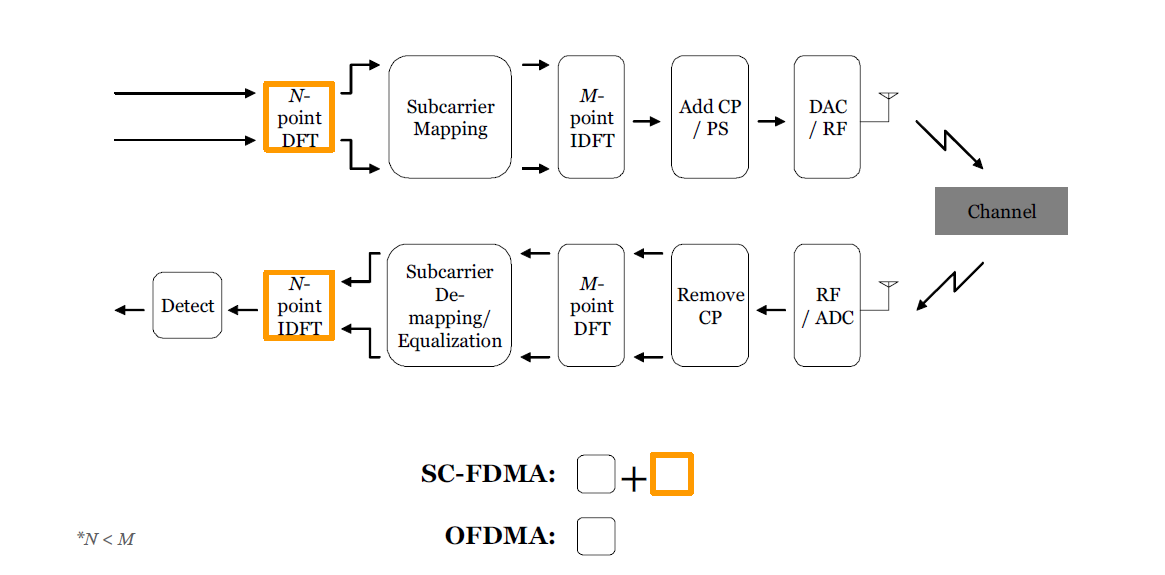 N-
point
DFT
Subcarrier
Mapping
M-
point
IDFT
Add CP
/ PS
DAC
/ RF
Channel
Detect
N-
point
IDFT
Subcarrier
De-
mapping/
Equalization
M-
point
DFT
Remove
CP
RF
/ ADC
SC-FDMA:
+
OFDMA:
*N < M